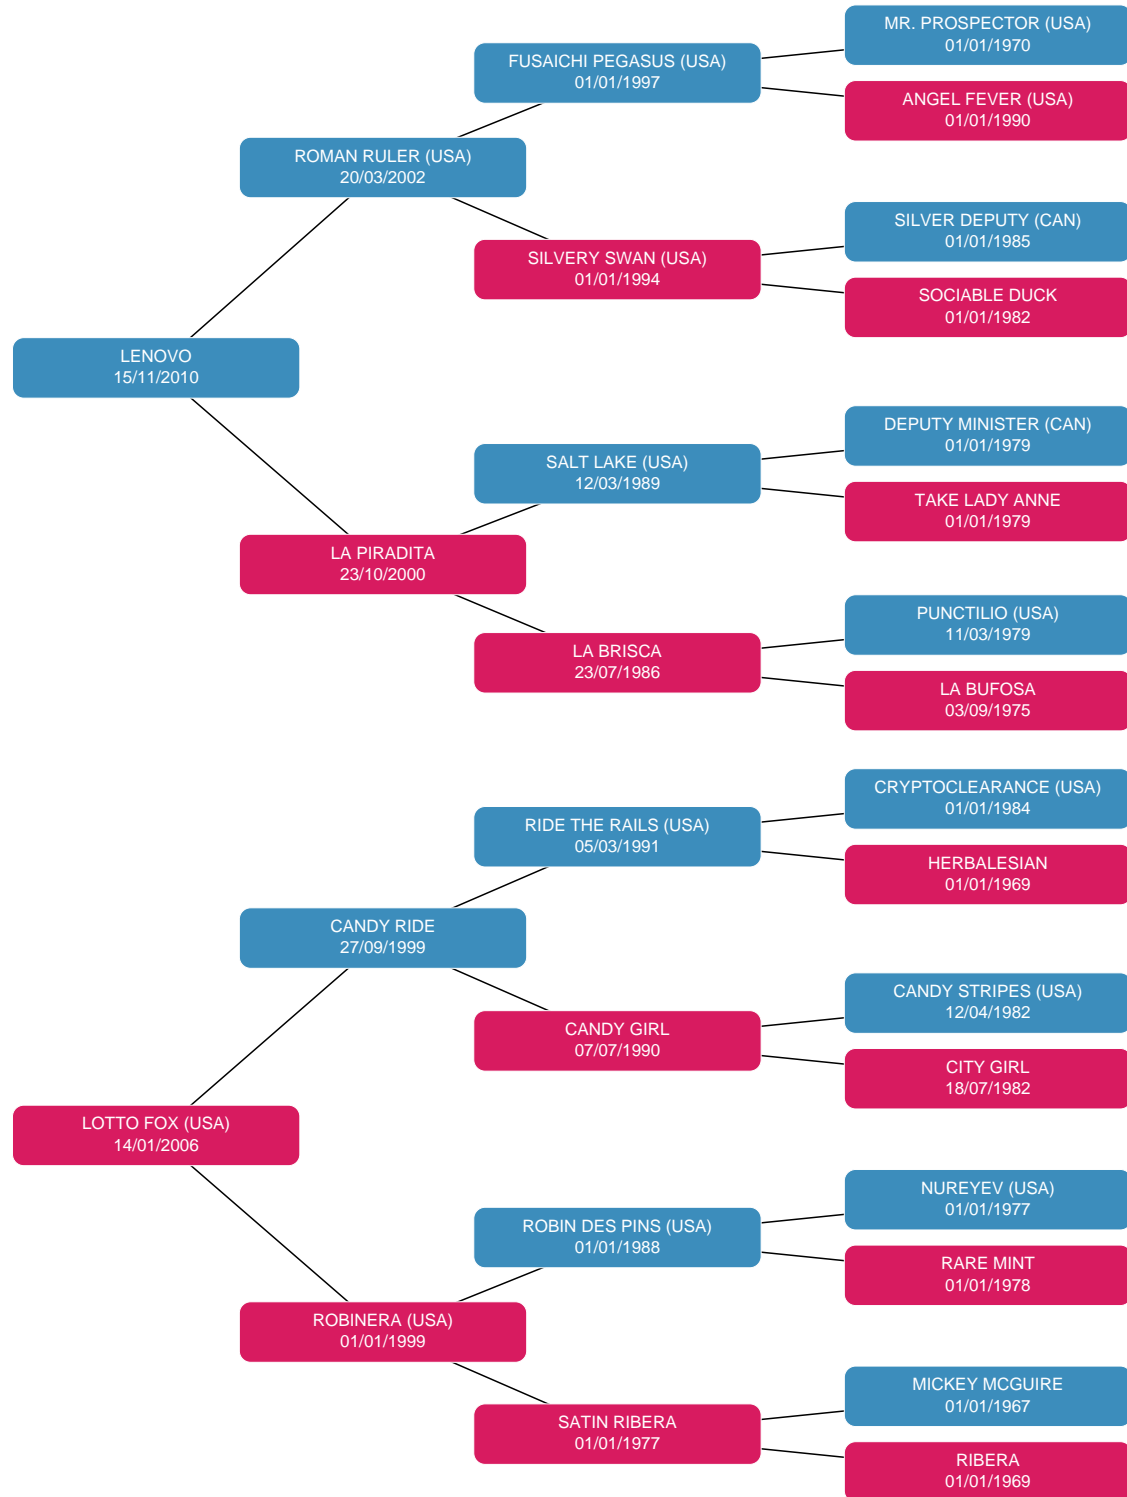 MR. PROSPECTOR (USA)
01/01/1970
FUSAICHI PEGASUS (USA)
01/01/1997
ANGEL FEVER (USA)
01/01/1990
ROMAN RULER (USA)
20/03/2002
SILVER DEPUTY (CAN)
01/01/1985
SILVERY SWAN (USA)
01/01/1994
SOCIABLE DUCK
01/01/1982
LENOVO
15/11/2010
DEPUTY MINISTER (CAN)
01/01/1979
SALT LAKE (USA)
12/03/1989
TAKE LADY ANNE
01/01/1979
LA PIRADITA
23/10/2000
PUNCTILIO (USA)
11/03/1979
LA BRISCA
23/07/1986
LA BUFOSA
03/09/1975
CRYPTOCLEARANCE (USA)
01/01/1984
RIDE THE RAILS (USA)
05/03/1991
HERBALESIAN
01/01/1969
CANDY RIDE
27/09/1999
CANDY STRIPES (USA)
12/04/1982
CANDY GIRL
07/07/1990
CITY GIRL
18/07/1982
LOTTO FOX (USA)
14/01/2006
NUREYEV (USA)
01/01/1977
ROBIN DES PINS (USA)
01/01/1988
RARE MINT
01/01/1978
ROBINERA (USA)
01/01/1999
MICKEY MCGUIRE
01/01/1967
SATIN RIBERA
01/01/1977
RIBERA
01/01/1969